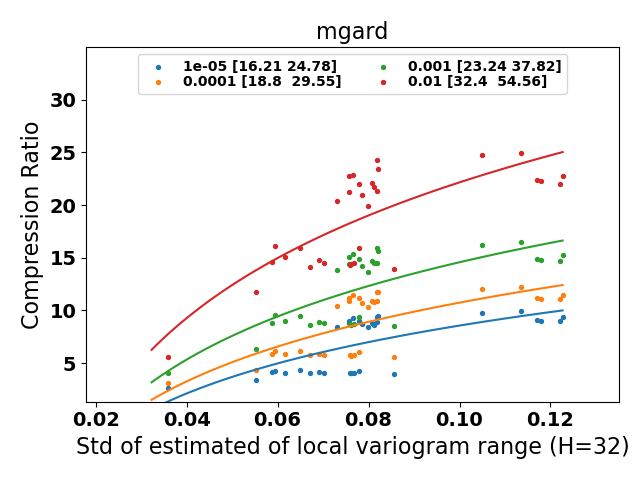 mgard
1e-05 [16.21 24.78]
0.0001 [18.8  29.55]
0.001 [23.24 37.82]
0.01 [32.4  54.56]
Compression Ratio
30
25
20
15
10
5
0.02 0.04 0.06 0.08 0.10 0.12
Std of estimated of local variogram range (H=32)